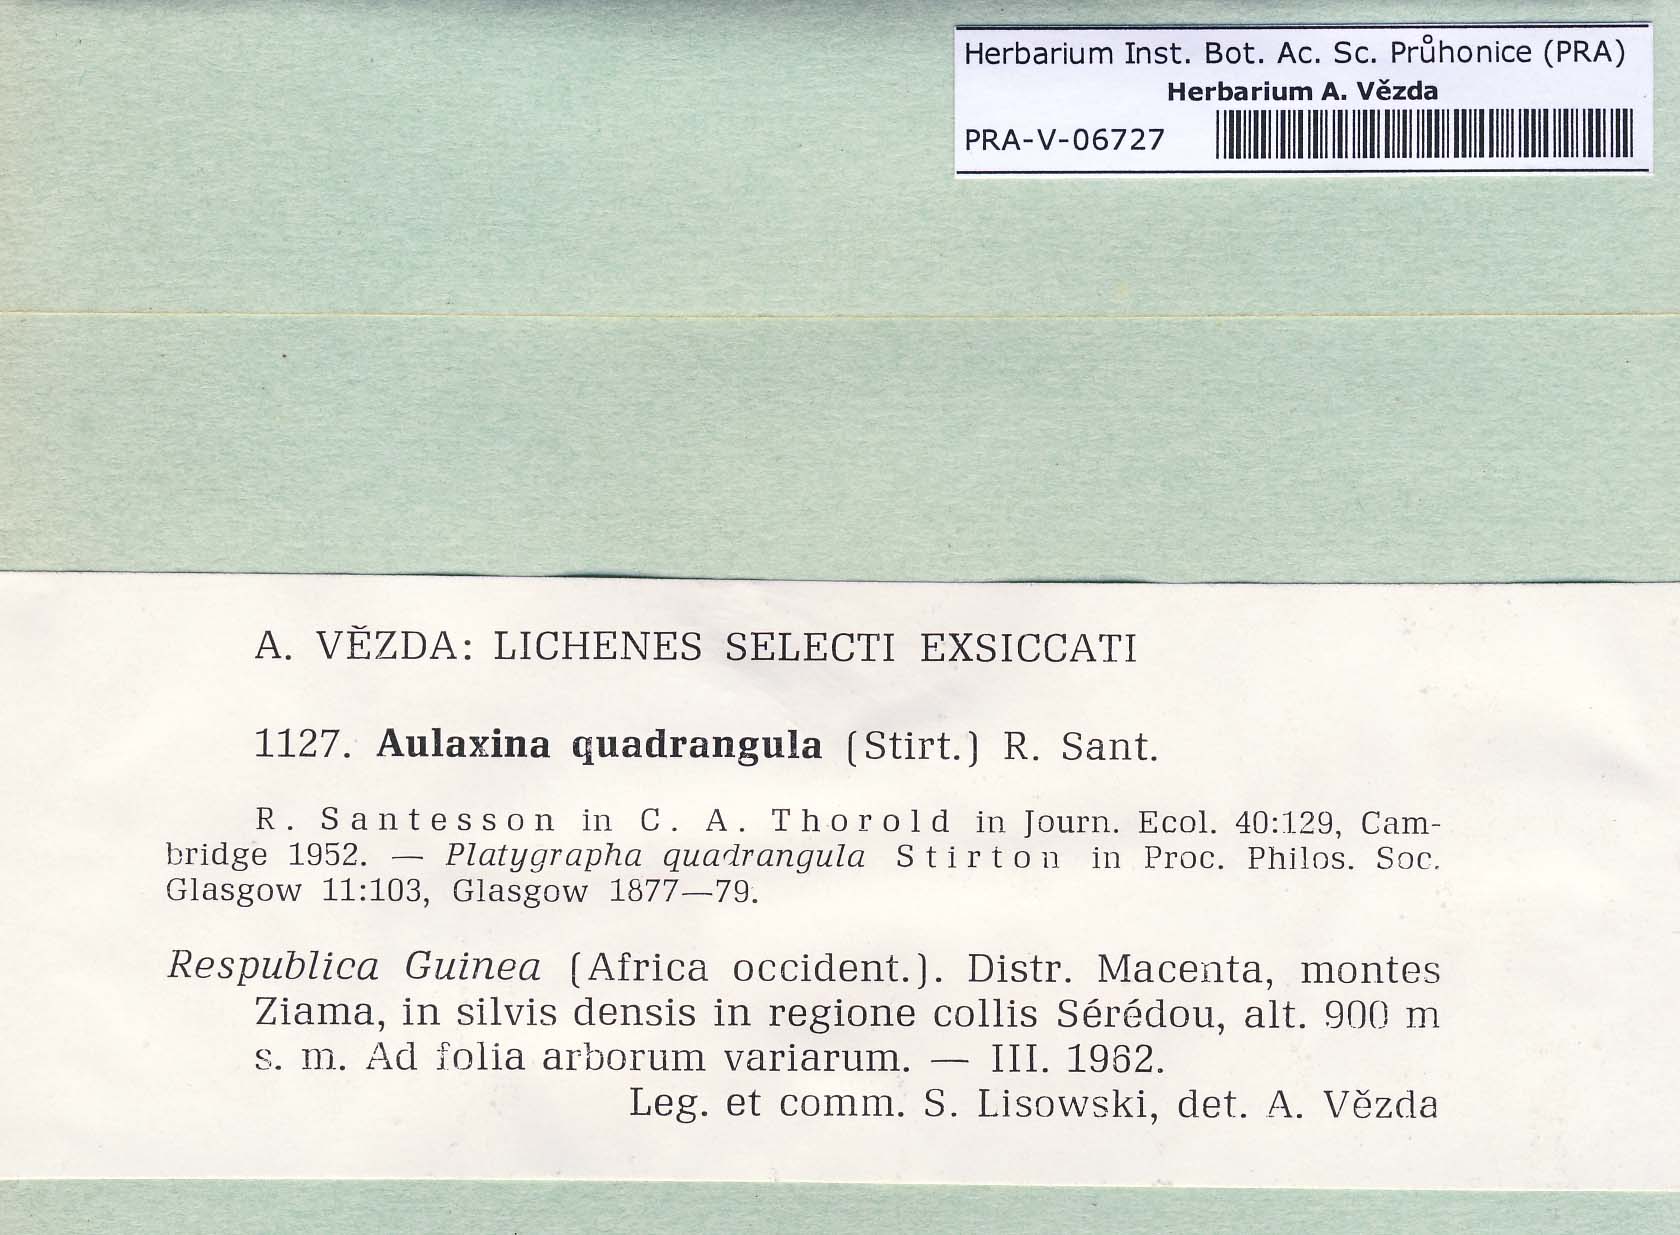 Herbarium Inst. Bot. Ac. Sc. Průhonice (PRA)
Herbarium A. Vězda
PRA-V-06727
A. VĚZDA: LICHENES SELECTI EXSICCATI
1127. Aulaxina quadrangula (Stirt.) R. Sant.
R. Santesson in C. A. Thorold in Journ. Ecol. 40:129, Cam-
bridge 1952. — Platygrapha quadrangula Stirton in Proc. Philos. Soc.
Glasgow 11:103, Glasgow 1877—79.
Respublica Guinea (Africa occident.). Distr. Macenta, montes
Ziama, in silvis densis in regione collis Sérédou, alt. 900 m
s. m. Ad folia arborum variarum. — III. 1962.
Leg. et comm. S. Lisowski, det. A. Vězda